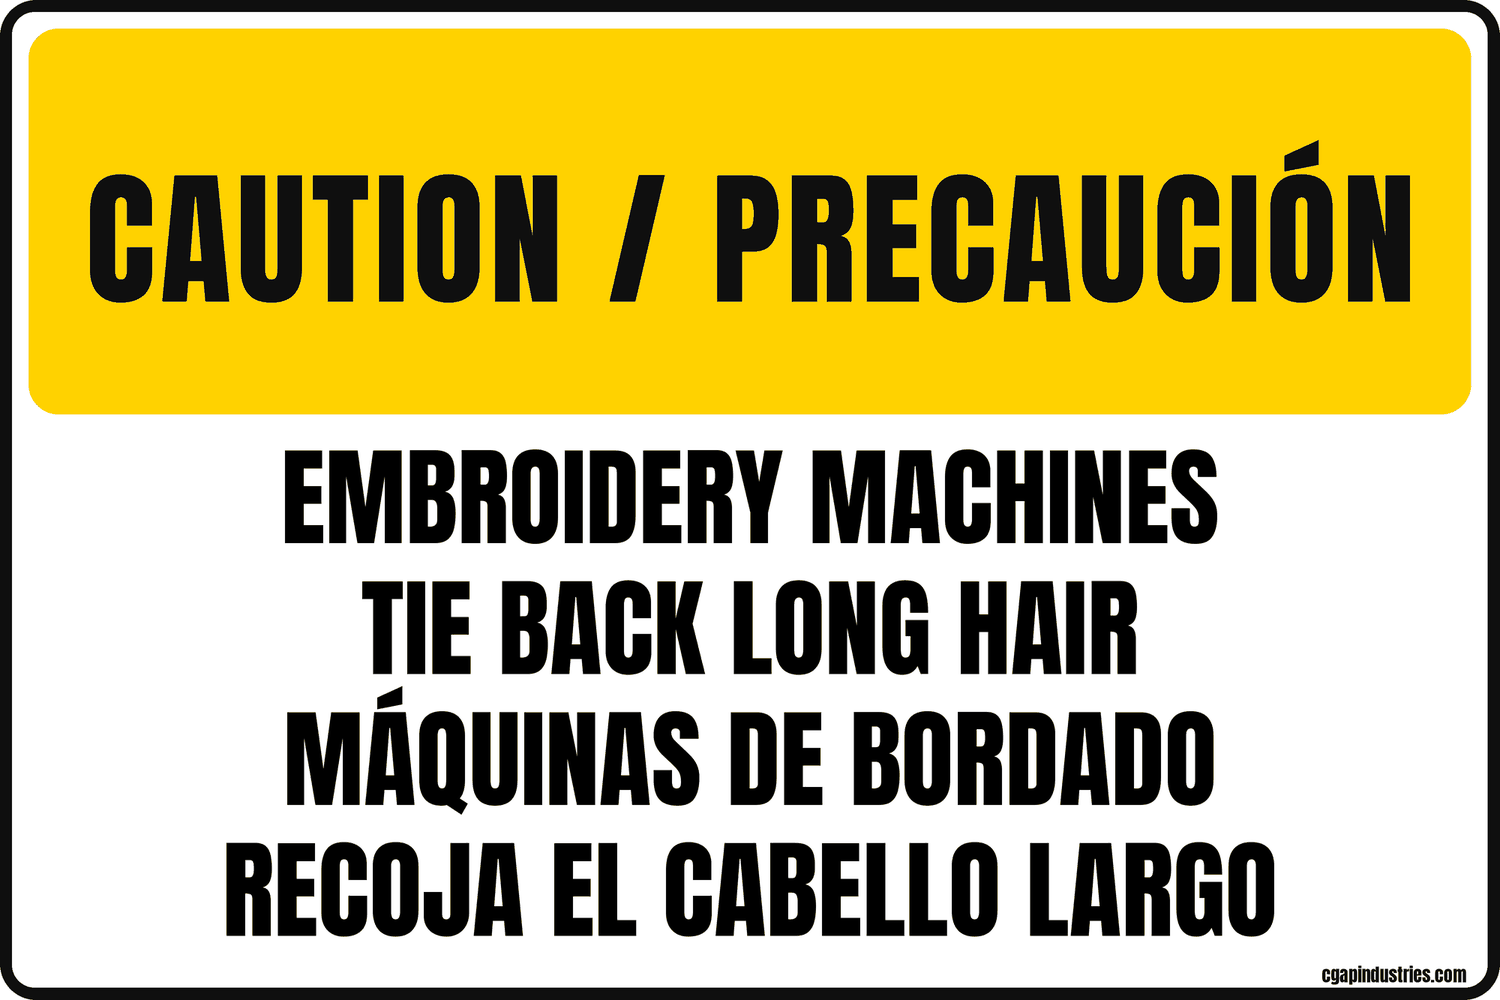 CAUTION / PRECAUCIÓN
EMBROIDERY MACHINES
TIE BACK LONG HAIR
MÁQUINAS DE BORDADO
RECOJA EL CABELLO LARGO
cgapindustries.com